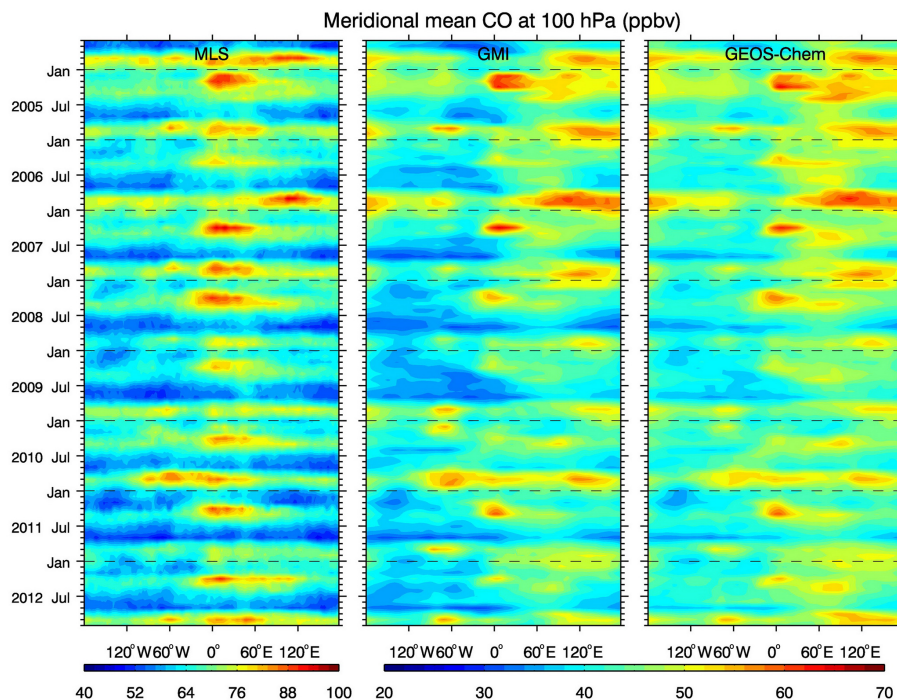 Meridional mean CO at 100 hPa (ppbv)
MLS GMI GEOS-Chem
Jan
2005 Jul
Jan
2006 Jul
Jan
2007 Jul
Jan
2008 Jul
Jan
2009 Jul
Jan
2010 Jul
Jan
2011 Jul
Jan
2012 Jul
120°W 60°W 0° 60°E 120°E 120°W 60°W 0° 60°E 120°E 120°W 60°W 0° 60°E 120°E
40 52 64 76 88 100 20 30 40 50 60 70